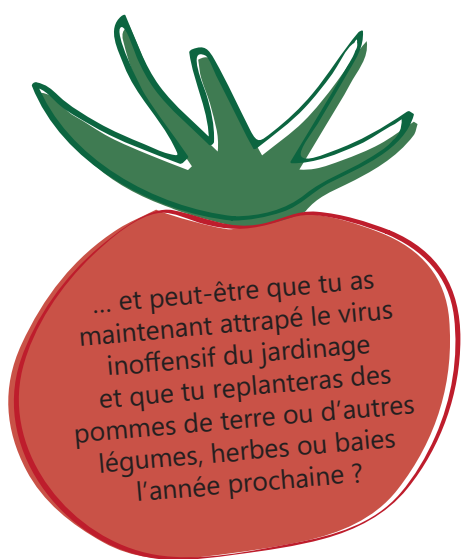 ... et peut-être que tu as
maintenant attrapé le virus
inoffensif du jardinage
et que tu replanteras des
pommes de terre ou d'autres
légumes, herbes ou baies
l'année prochaine ?